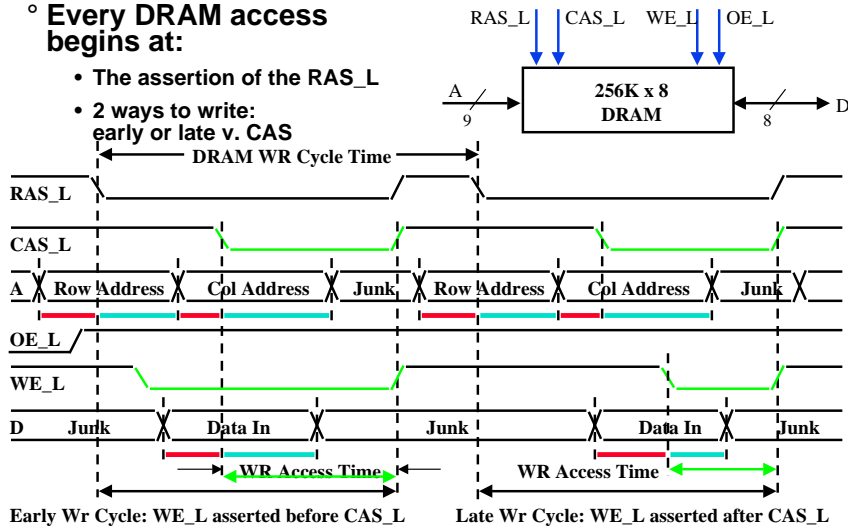 ° Every DRAM access
begins at:
• The assertion of the RAS_L
• 2 ways to write:
early or late v. CAS
RAS_L CAS_L WE_L OE_L
A 9 256K x 8 8 D
DRAM
DRAM WR Cycle Time
RAS_L
CAS_L
A Row Address Col Address Junk Row Address Col Address Junk
OE_L
WE_L
D Junk Data In Junk Data In Junk
WR Access Time WR Access Time
Early Wr Cycle: WE_L asserted before CAS_L Late Wr Cycle: WE_L asserted after CAS_L